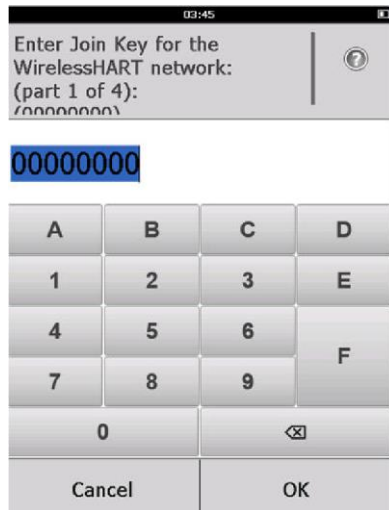 03:45
Enter Join Key for the
WirelessHART network:
(part 1 of 4):
(00000000)
?
00000000
A B C D
1 2 3 E
4 5 6 F
7 8 9
0
Cancel OK